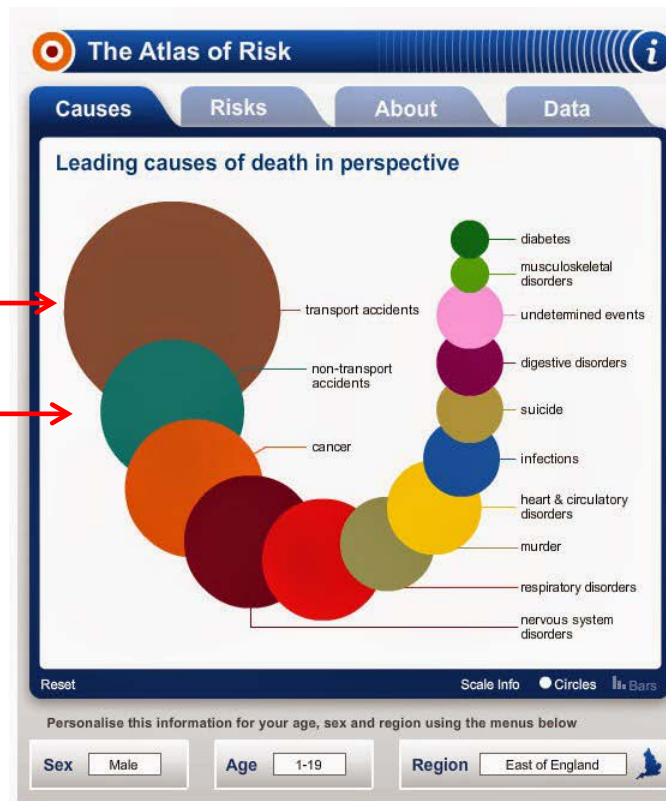 The Atlas of Risk
i
Causes
Risks
About
Data
Leading causes of death in perspective
transport accidents
non-transport
accidents
cancer
diabetes
musculoskeletal
disorders
undetemined events
digestive disorders
suicide
infections
heart & circulatory
disorders
murder
respiratory disorders
nervous system
disorders
Reset
Scale Info
Circles
Bars
Personalise this information for your age, sex and region using the menus below
Sex
Male
Age
1-19
Region
East of England